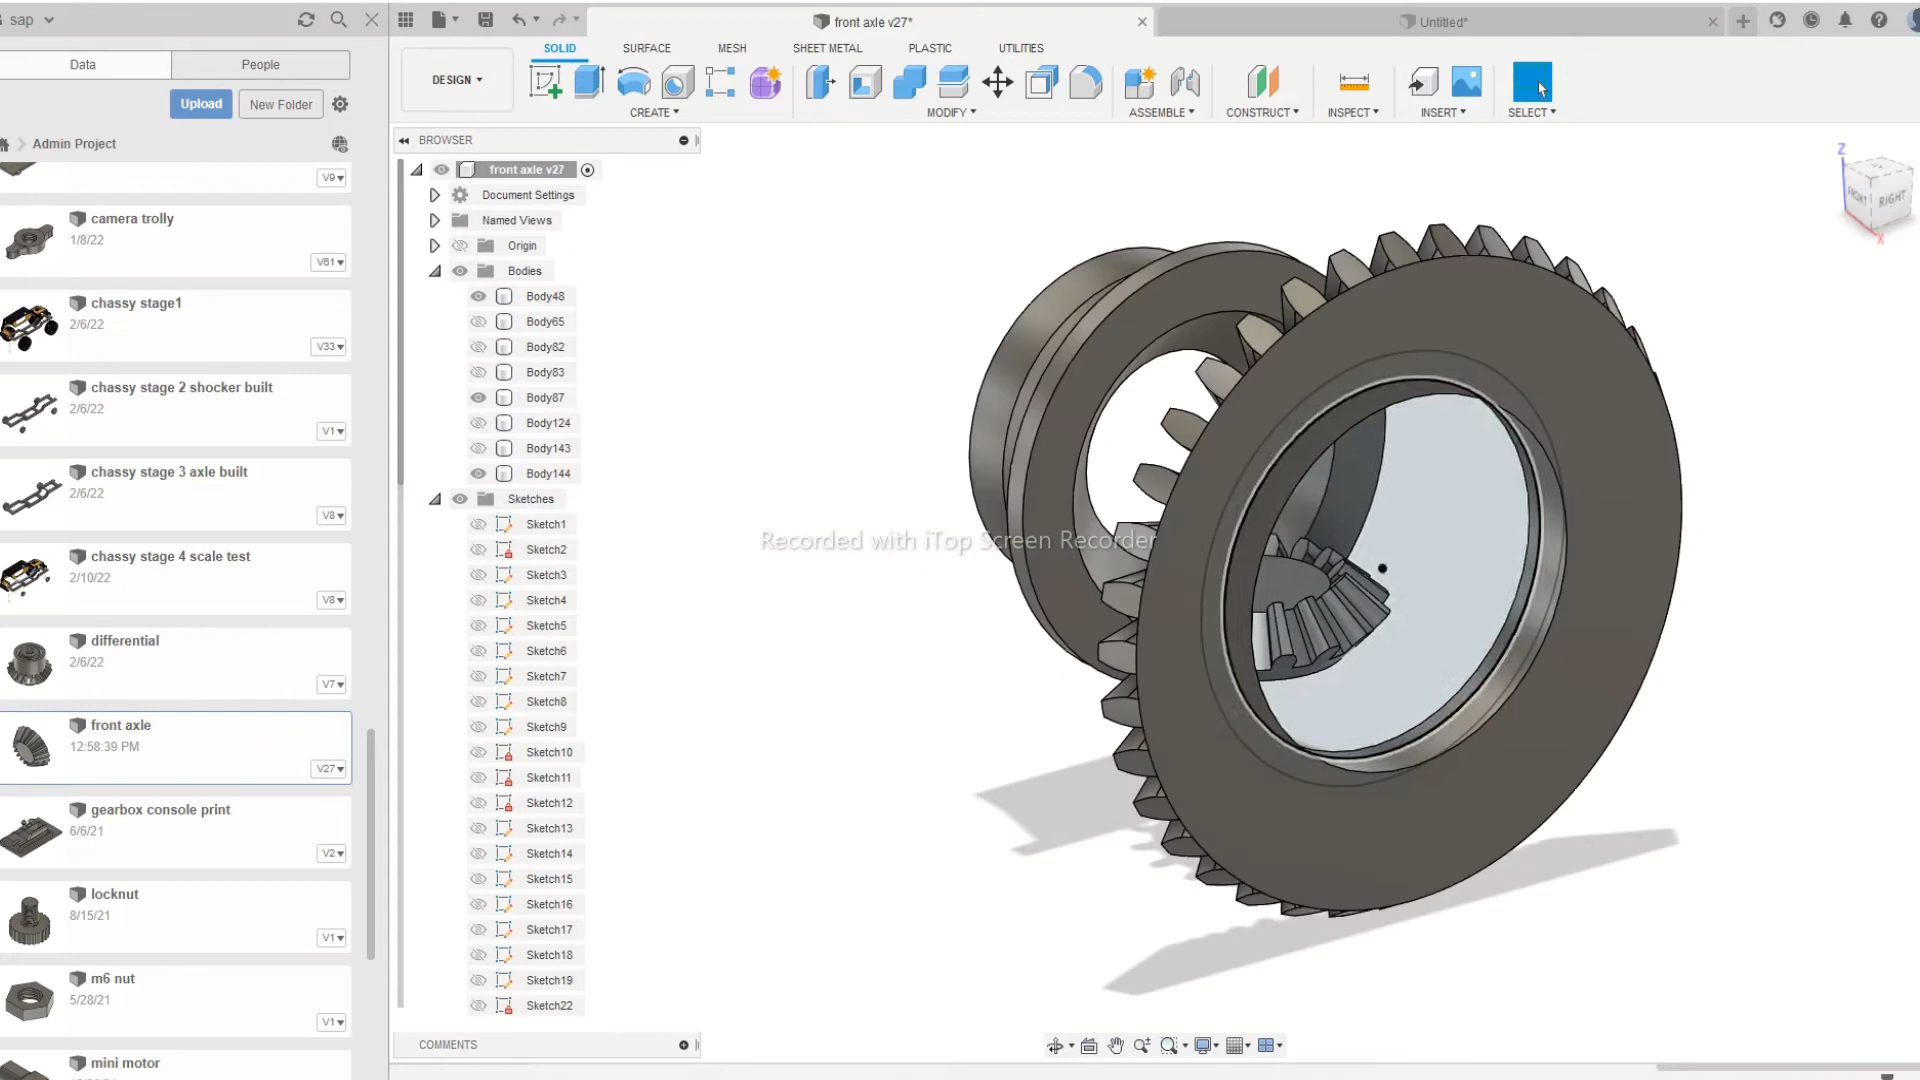 sap
front axle v27*
Untitled*
Data
People
Upload
New Folder
Admin Project
V9
camera trolly
1/8/22
V61
chassy stage1
2/6/22
V33
chassy stage 2 shocker built
2/6/22
V1
chassy stage 3 axle built
2/6/22
V8
chassy stage 4 scale test
2/10/22
V8
differential
2/6/22
V7
front axle
12:58:39 PM
V27
gearbox console print
6/6/21
V2
locknut
8/15/21
V1
m6 nut
5/28/21
V1
mini motor
DESIGN
SOLID
SURFACE
MESH
SHEET METAL
PLASTIC
UTILITIES
CREATE
MODIFY
ASSEMBLE
CONSTRUCT
INSPECT
INSERT
SELECT
BROWSER
front axle v27
Document Settings
Named Views
Origin
Bodies
Body48
Body65
Body82
Body83
Body87
Body124
Body143
Body144
Sketches
Sketch1
Sketch2
Sketch3
Sketch4
Sketch5
Sketch6
Sketch7
Sketch8
Sketch9
Sketch10
Sketch11
Sketch12
Sketch13
Sketch14
Sketch15
Sketch16
Sketch17
Sketch18
Sketch19
Sketch22
COMMENTS
Z
FRONT
RIGHT
X
Recorded with iTop Screen Recorder